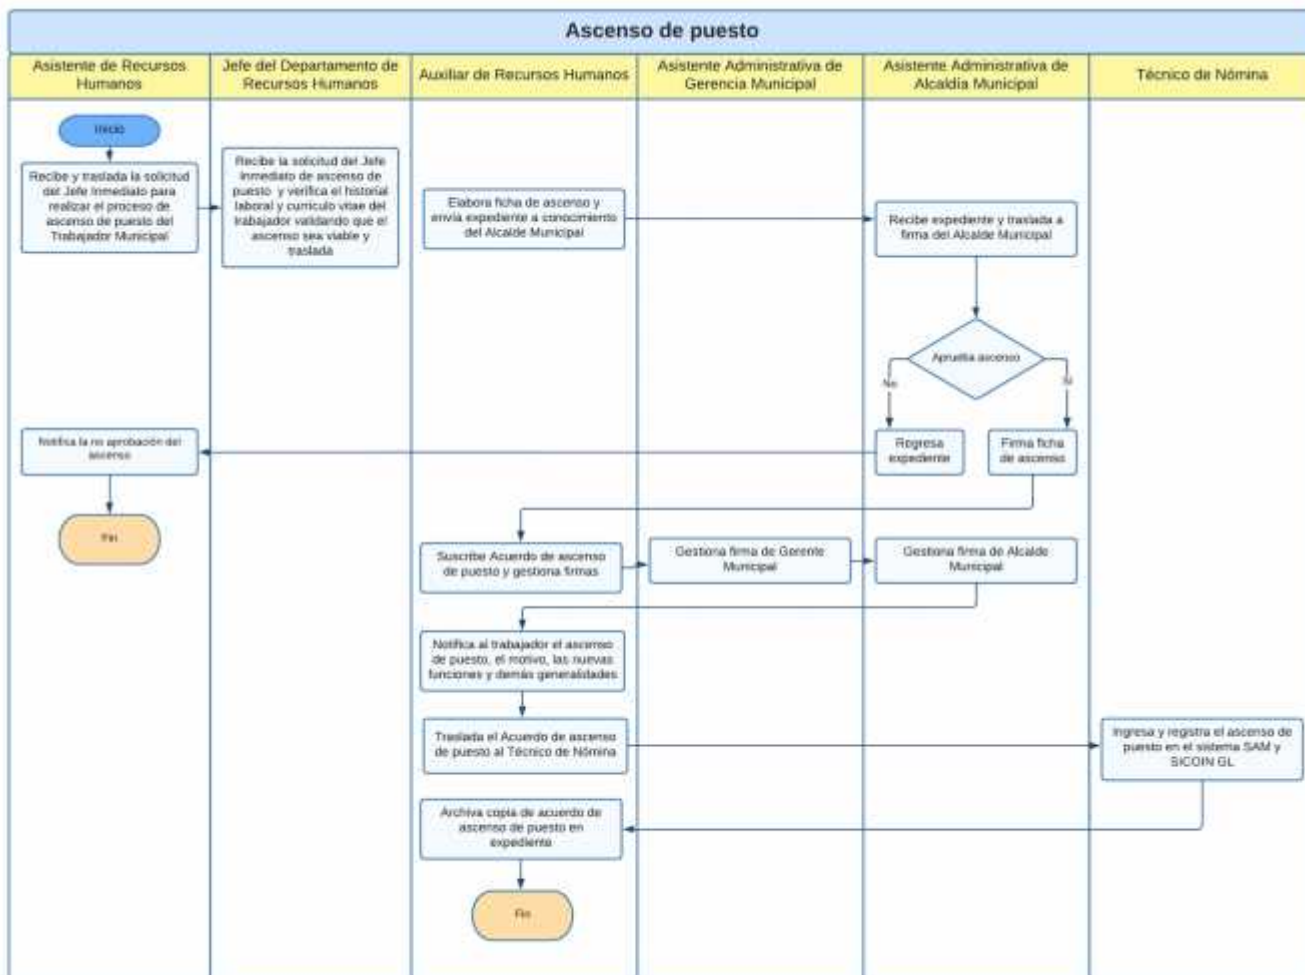 Ascenso de puesto
Asistente de Recursos
Humanos
Jefe del Departamento de
Recursos Humanos
Auxiliar de Recursos Humanos
Asistente Administrativa de
Gerencia Municipal
Asistente Administrativa de
Alcaldía Municipal
Técnico de Nómina
Inicio
Recibe y traslada la solicitud
del Jefe Inmediato para
realizar el proceso de
ascenso de puesto del
Trabajador Municipal
Recibe la solicitud del Jefe
Inmediato de ascenso de
puesto y verifica el historial
laboral y currículo vitae del
trabajador validando que el
ascenso sea viable y
traslada
Elabora ficha de ascenso y
envía expediente a conocimiento
del Alcalde Municipal
Recibe expediente y traslada a
firma del Alcalde Municipal
Aprueba ascenso
No
Si
Notifica la no aprobación del
ascenso
Regresa
expediente
Firma ficha
de ascenso
Fin
Suscribe Acuerdo de ascenso
de puesto y gestiona firmas
Gestiona firma de Gerente
Municipal
Gestiona firma de Alcalde
Municipal
Notifica al trabajador el ascenso
de puesto, el motivo, las nuevas
funciones y demás generalidades
Traslada el Acuerdo de ascenso
de puesto al Técnico de Nómina
Ingresa y registra el ascenso de
puesto en el sistema SAM y
SICOIN GL
Archiva copia de acuerdo de
ascenso de puesto en
expediente
Fin